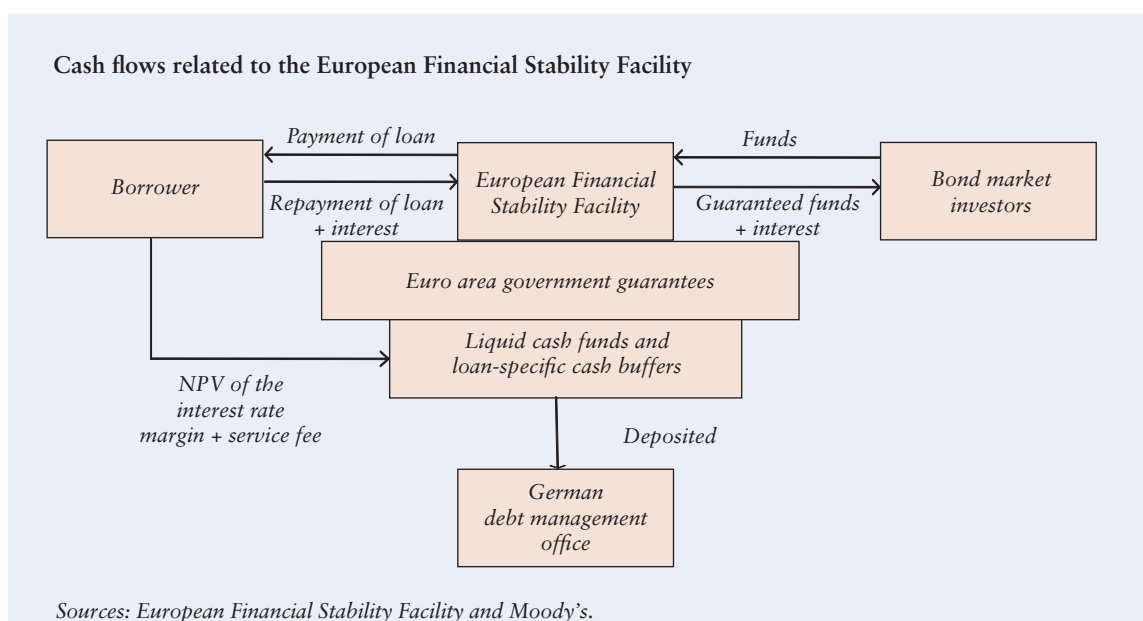 Cash flows related to the European Financial Stability Facility
Payment of loan
Funds
Borrower
European Financial
Stability Facility
Bond market
investors
Repayment of loan
+ interest
Guaranteed funds
+ interest
Euro area government guarantees
Liquid cash funds and
loan-specific cash buffers
NPV of the
interest rate
margin + service fee
Deposited
German
debt management
office
Sources: European Financial Stability Facility and Moody's.